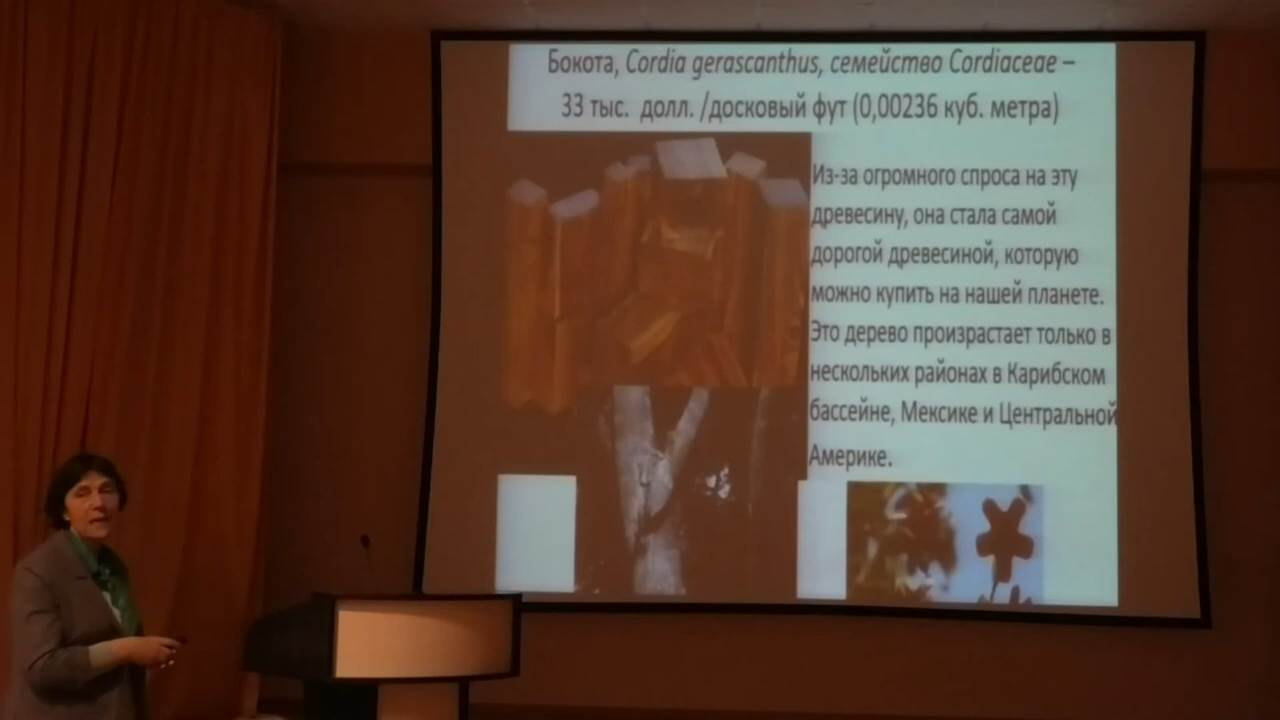 Бокота, Cordia gerascanthus, семейство Cordiaceae –
33 тыс. долл. /досковый фут (0,00236 куб. метра)
Из-за огромного спроса на эту
древесину, она стала самой
дорогой древесиной, которую
можно купить на нашей планете.
Это дерево произрастает только в
нескольких районах в Карибском
бассейне, Мексике и Центральной
Америке.